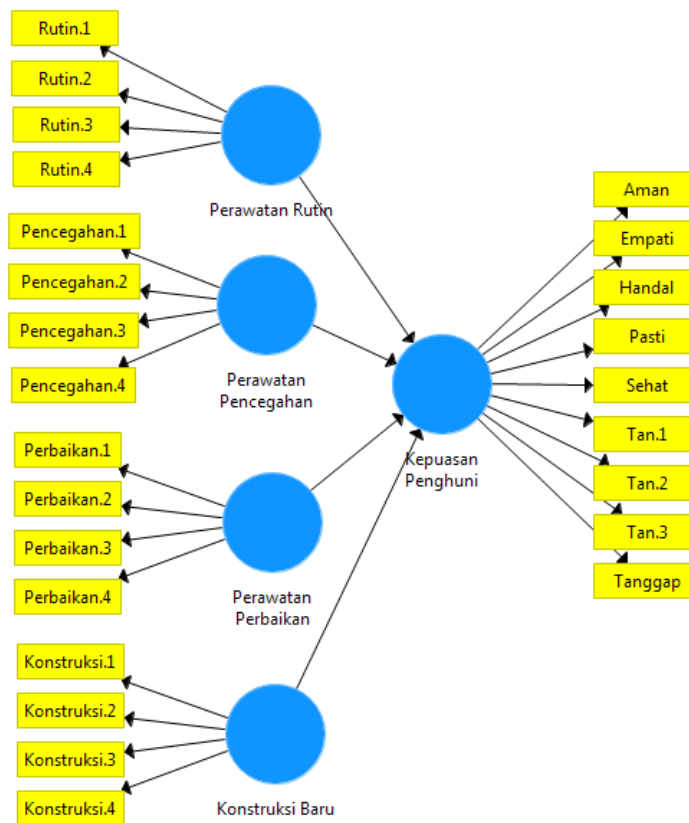 Rutin.1
Rutin.2
Rutin.3
Rutin.4
Perawatan Rutin
Pencegahan.1
Pencegahan.2
Pencegahan.3
Pencegahan.4
Perawatan
Pencegahan
Perbaikan.1
Perbaikan.2
Perbaikan.3
Perbaikan.4
Perawatan
Perbaikan
Konstruksi.1
Konstruksi.2
Konstruksi.3
Konstruksi.4
Konstruksi Baru
Kepuasan
Penghuni
Aman
Empati
Handal
Pasti
Sehat
Tan.1
Tan.2
Tan.3
Tanggap